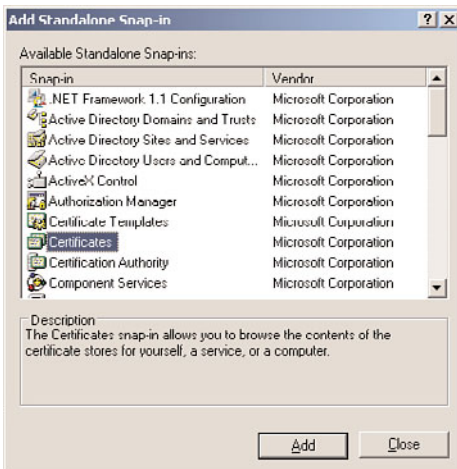 Add Standalone Snap-in
Available Standalone Snap-ins:
Snap-in Vendor
.NET Framework 1.1 Configuration Microsoft Corporation
Active Directory Domains and Trusts Microsoft Corporation
Active Directory Sites and Services Microsoft Corporation
Active Directory Users and Comput... Microsoft Corporation
ActiveX Control Microsoft Corporation
Authorization Manager Microsoft Corporation
Certificate Templates Microsoft Corporation
Certificates Microsoft Corporation
Certification Authority Microsoft Corporation
Component Services Microsoft Corporation
Description
The Certificates snap-in allows you to browse the contents of the
certificate stores for yourself, a service, or a computer.
Add Close